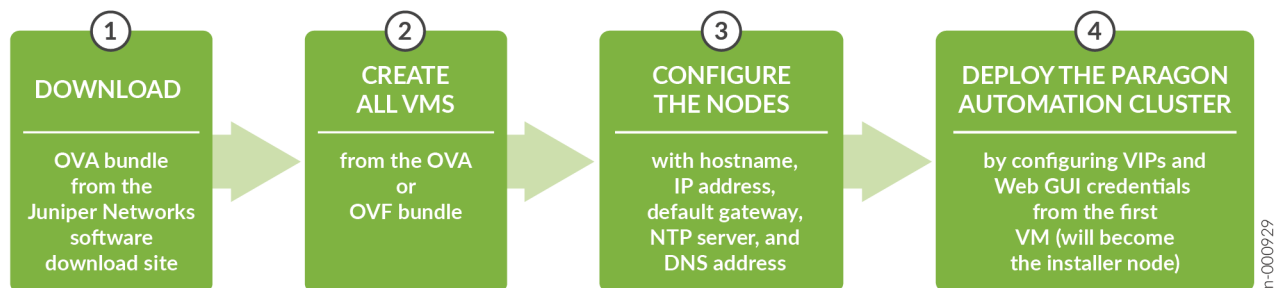 1
DOWNLOAD
OVA bundle
from the
Juniper Networks
software
download site
2
CREATE
ALL VMS
from the OVA
or
OVF bundle
3
CONFIGURE
THE NODES
with hostname,
IP address,
default gateway,
NTP server, and
DNS address
4
DEPLOY THE PARAGON
AUTOMATION CLUSTER
by configuring VIPs and
Web GUI credentials
from the first
VM (will become
the installer node)
n-000929